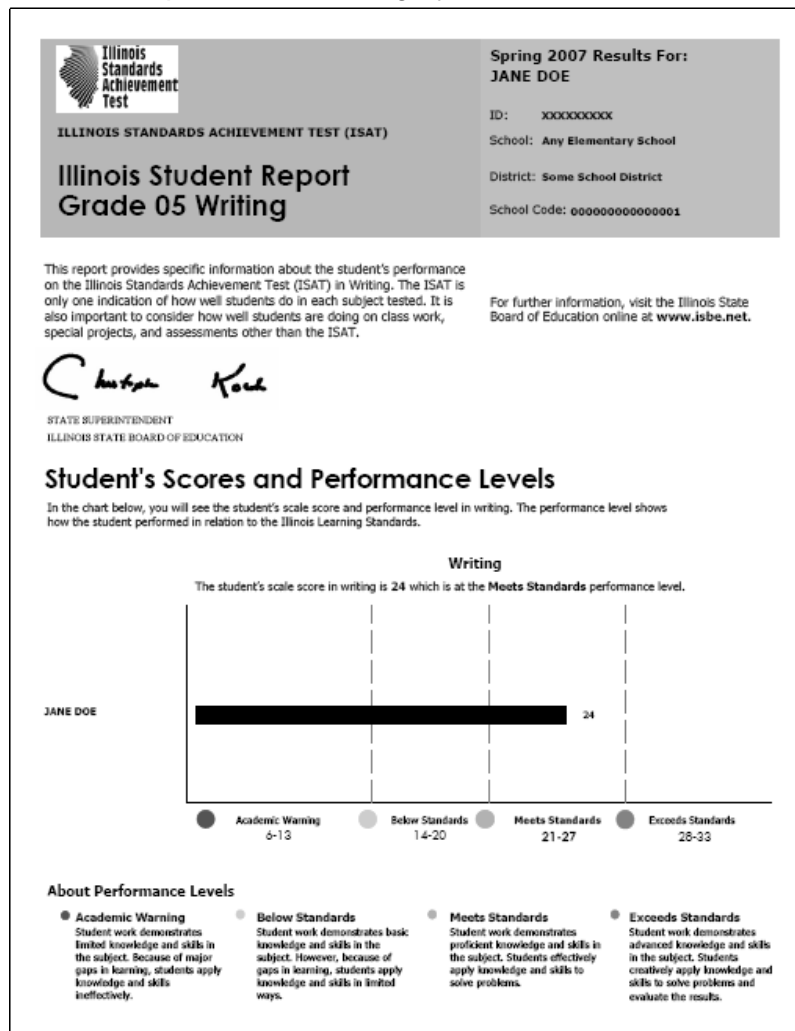 Illinois
Standards
Achievement
Test
ILLINOIS STANDARDS ACHIEVEMENT TEST (ISAT)
Illinois Student Report
Grade 05 Writing
Spring 2007 Results For:
JANE DOE
ID: XXXXXXXXX
School: Any Elementary School
District: Some School District
School Code: 000000000000001
This report provides specific information about the student's performance
on the Illinois Standards Achievement Test (ISAT) in Writing. The ISAT is
only one indication of how well students do in each subject tested. It is
also important to consider how well students are doing on class work,
special projects, and assessments other than the ISAT.
For further information, visit the Illinois State
Board of Education online at www.isbe.net.
Christoph Koch
STATE SUPERINTENDENT
ILLINOIS STATE BOARD OF EDUCATION
Student's Scores and Performance Levels
In the chart below, you will see the student's scale score and performance level in writing. The performance level shows
how the student performed in relation to the Illinois Learning Standards.
Writing
The student's scale score in writing is 24 which is at the Meets Standards performance level.
JANE DOE
24
Academic Warning
6-13
Below Standards
14-20
Meets Standards
21-27
Exceeds Standards
28-33
About Performance Levels
Academic Warning
Student work demonstrates
limited knowledge and skills in
the subject. Because of major
gaps in learning, students apply
knowledge and skills
ineffectively.
Below Standards
Student work demonstrates basic
knowledge and skills in the
subject. However, because of
gaps in learning, students apply
knowledge and skills in limited
ways.
Meets Standards
Student work demonstrates
proficient knowledge and skills in
the subject. Students effectively
apply knowledge and skills to
solve problems.
Exceeds Standards
Student work demonstrates
advanced knowledge and skills
in the subject. Students
creatively apply knowledge and
skills to solve problems and
evaluate the results.